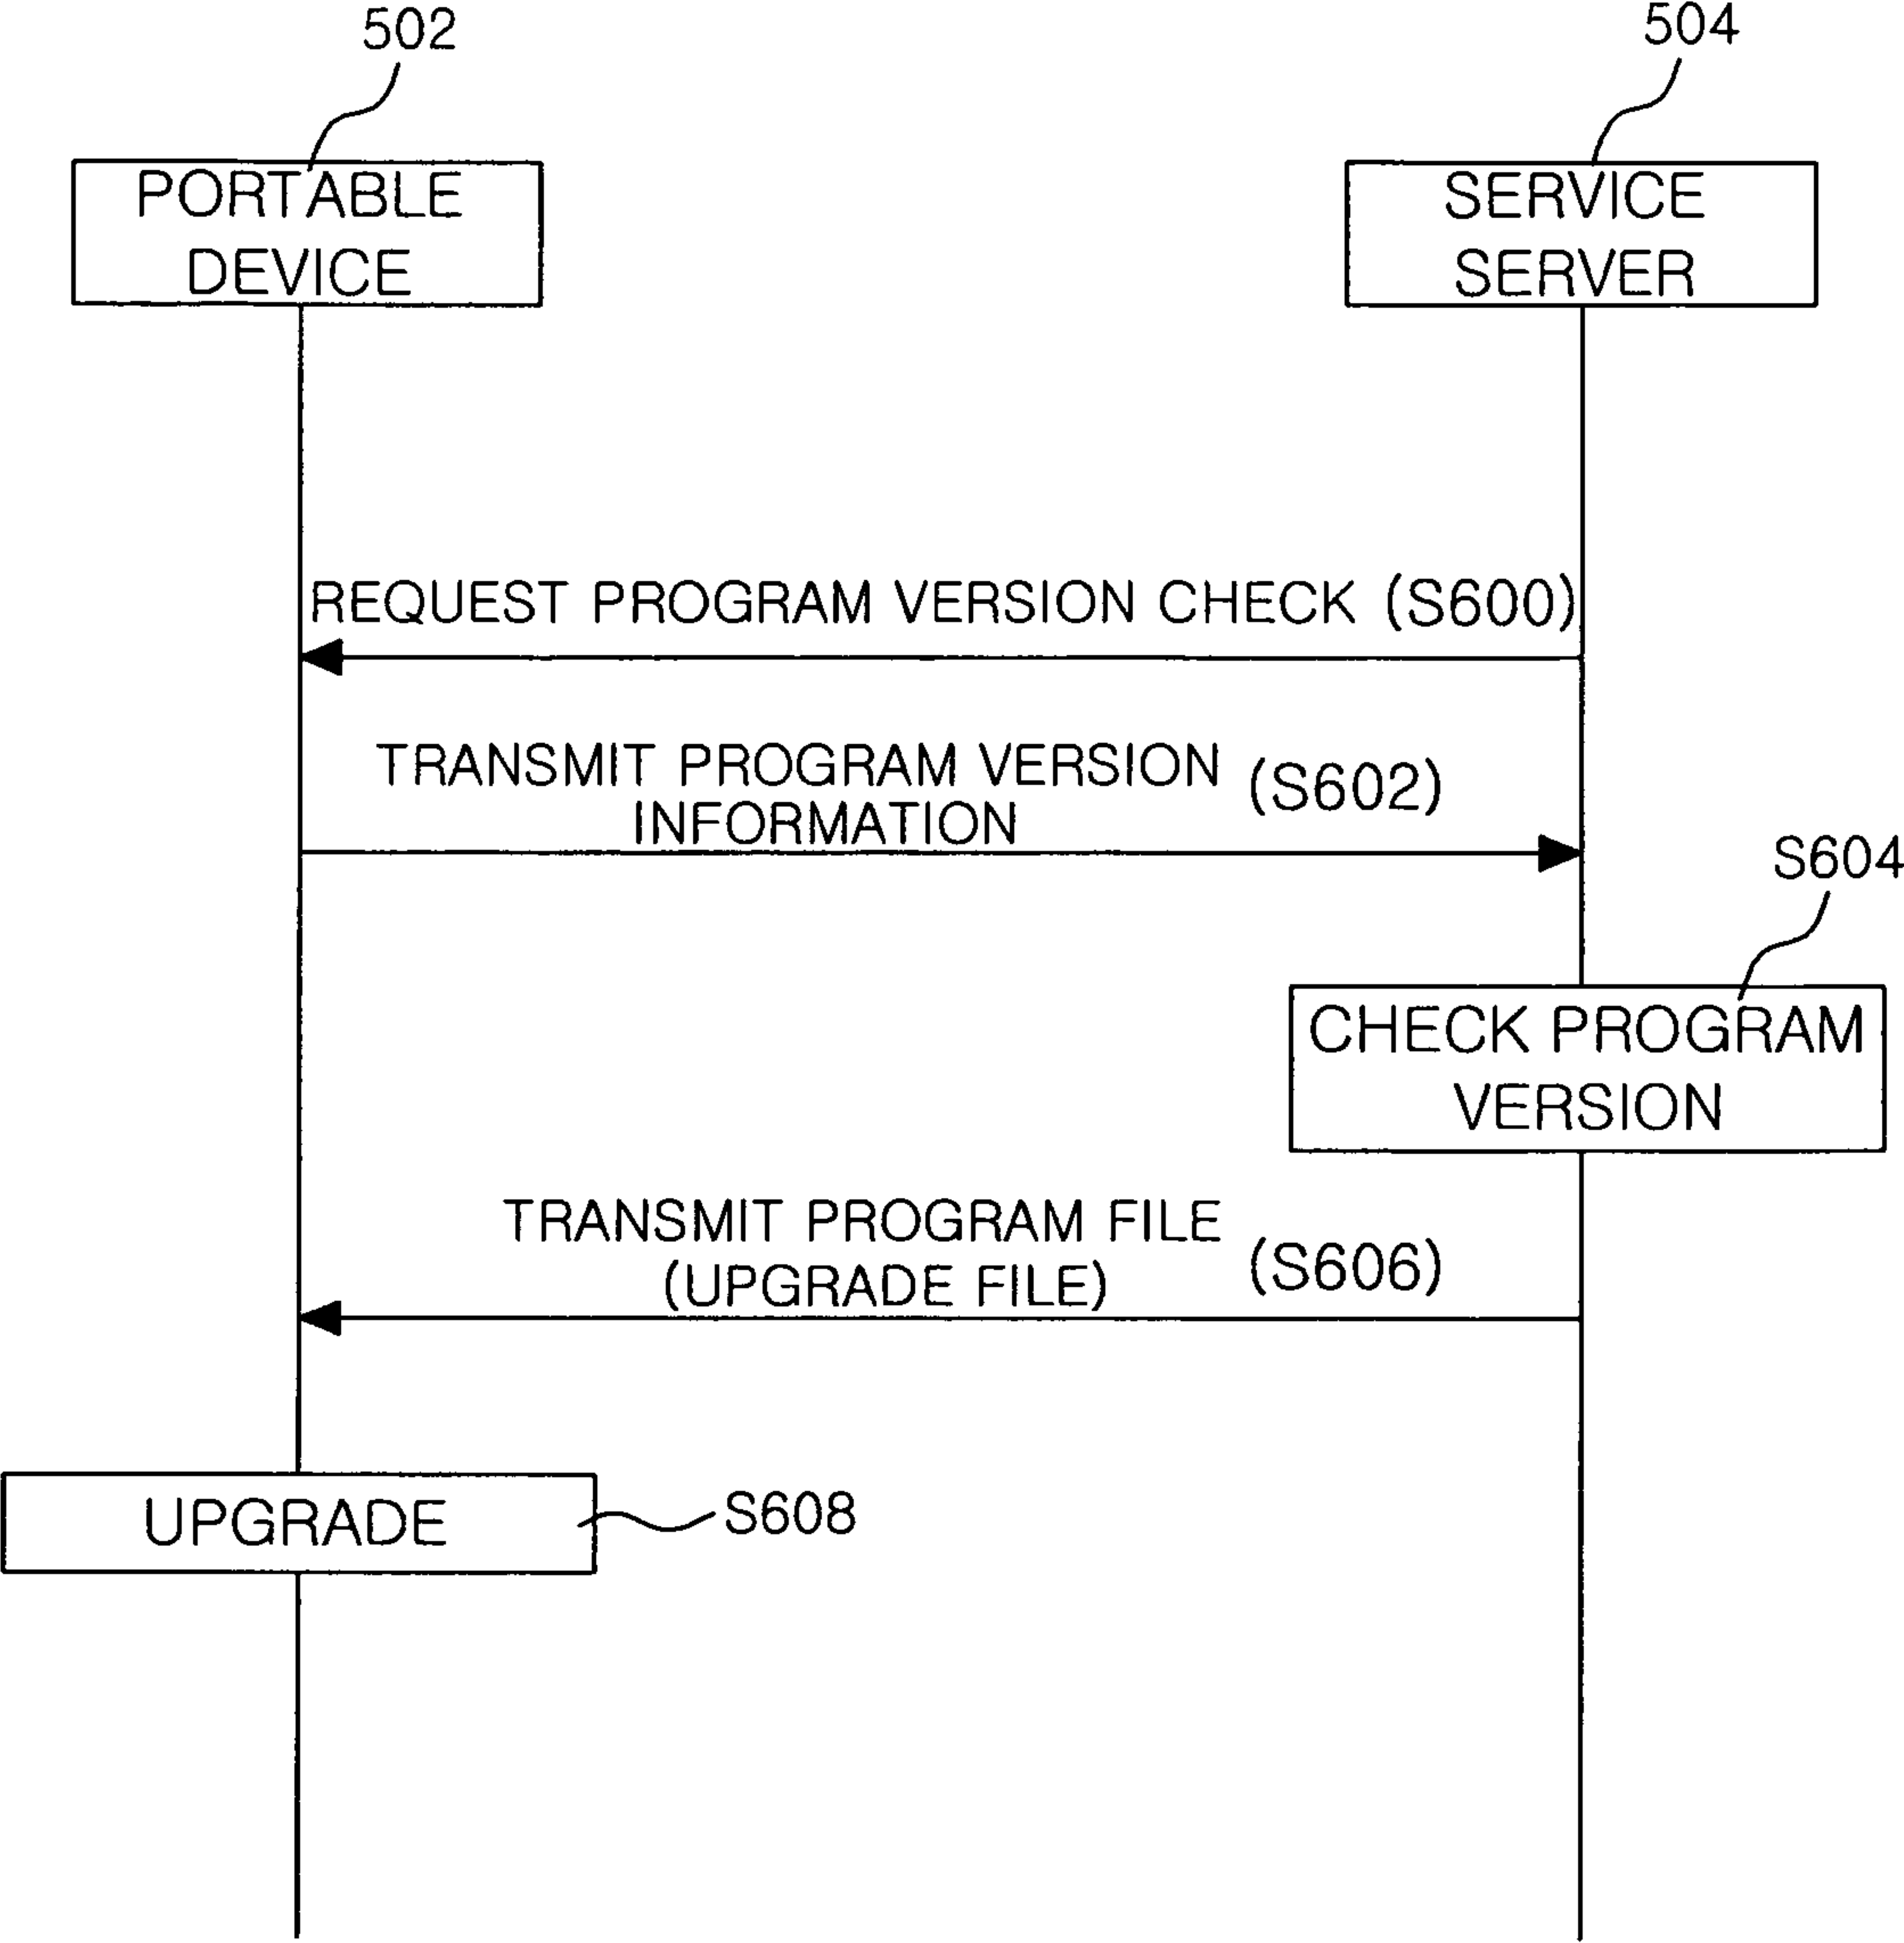 502
504
PORTABLE
DEVICE
SERVICE
SERVER
REQUEST PROGRAM VERSION CHECK (S600)
TRANSMIT PROGRAM VERSION
INFORMATION
(S602)
S604
CHECK PROGRAM
VERSION
TRANSMIT PROGRAM FILE
(UPGRADE FILE)
(S606)
UPGRADE
S608